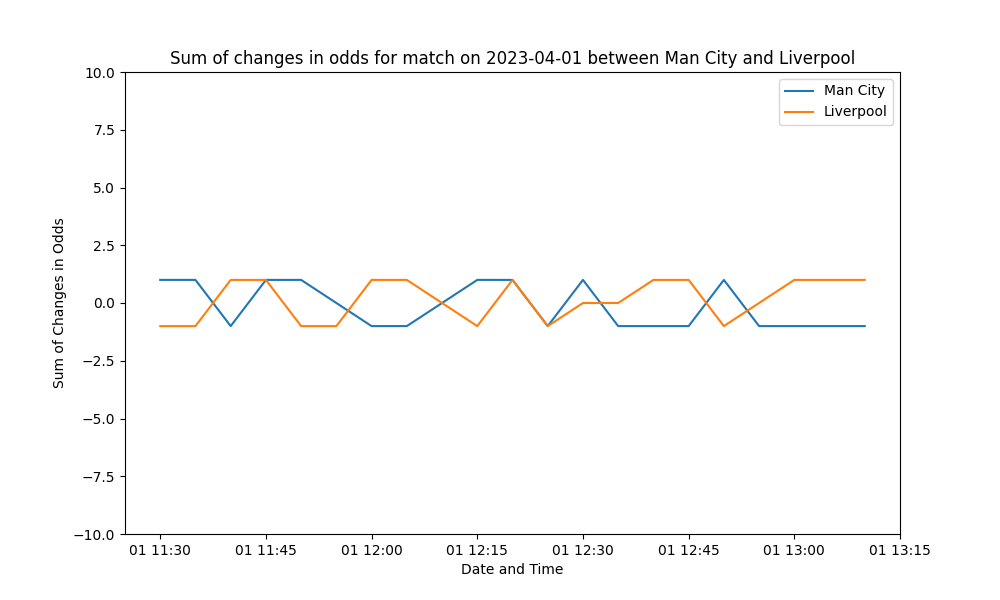 Sum of changes in odds for match on 2023-04-01 between Man City and Liverpool
10.0
7.5
5.0
2.5
0.0
−2.5
−5.0
−7.5
−10.0
Sum of Changes in Odds
Man City
Liverpool
01 11:30 01 11:45 01 12:00 01 12:15 01 12:30 01 12:45 01 13:00 01 13:15
Date and Time